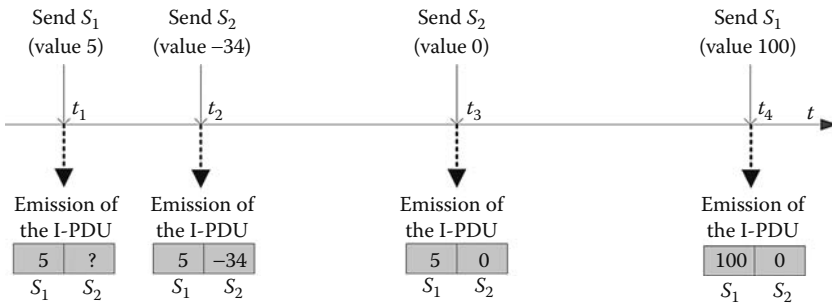 Send S1 Send S2 Send S2 Send S1
(value 5) (value –34) (value 0) (value 100)
t1 t2 t3 t4 t
Emission of Emission of Emission of Emission of
the I-PDU the I-PDU the I-PDU the I-PDU
5 ? 5 –34 5 0 100 0
S1 S2 S1 S2 S1 S2 S1 S2